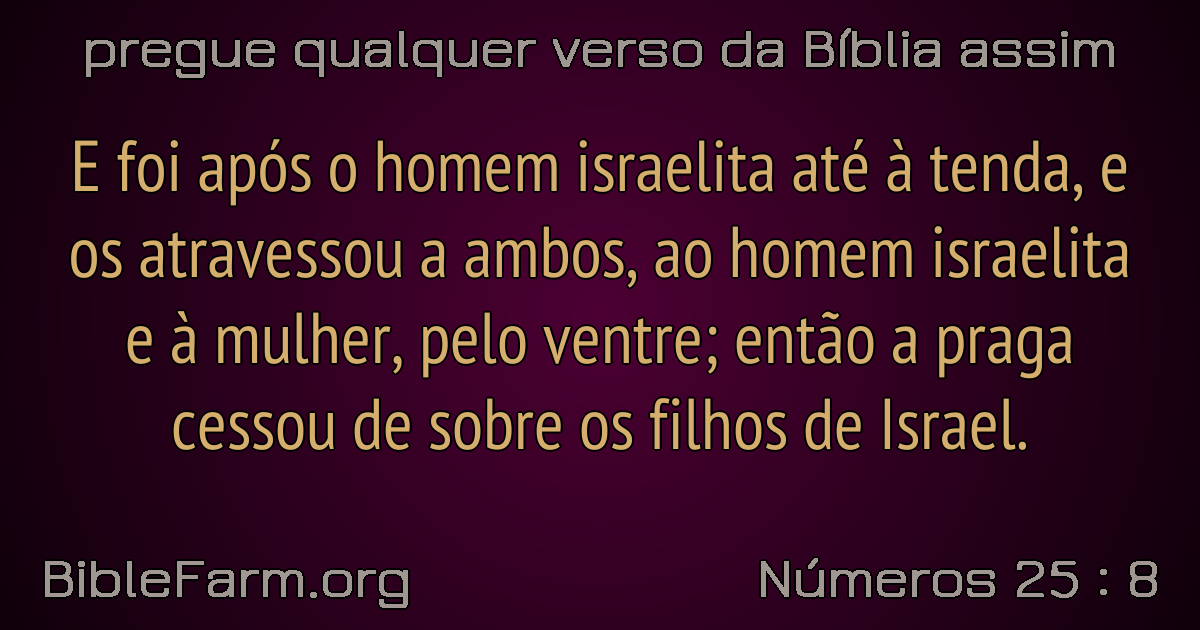 pregue qualquer verso da Bíblia assim
E foi após o homem israelita até à tenda, e
os atravessou a ambos, ao homem israelita
e à mulher, pelo ventre; então a praga
cessou de sobre os filhos de Israel.
BibleFarm.org
Números 25 : 8